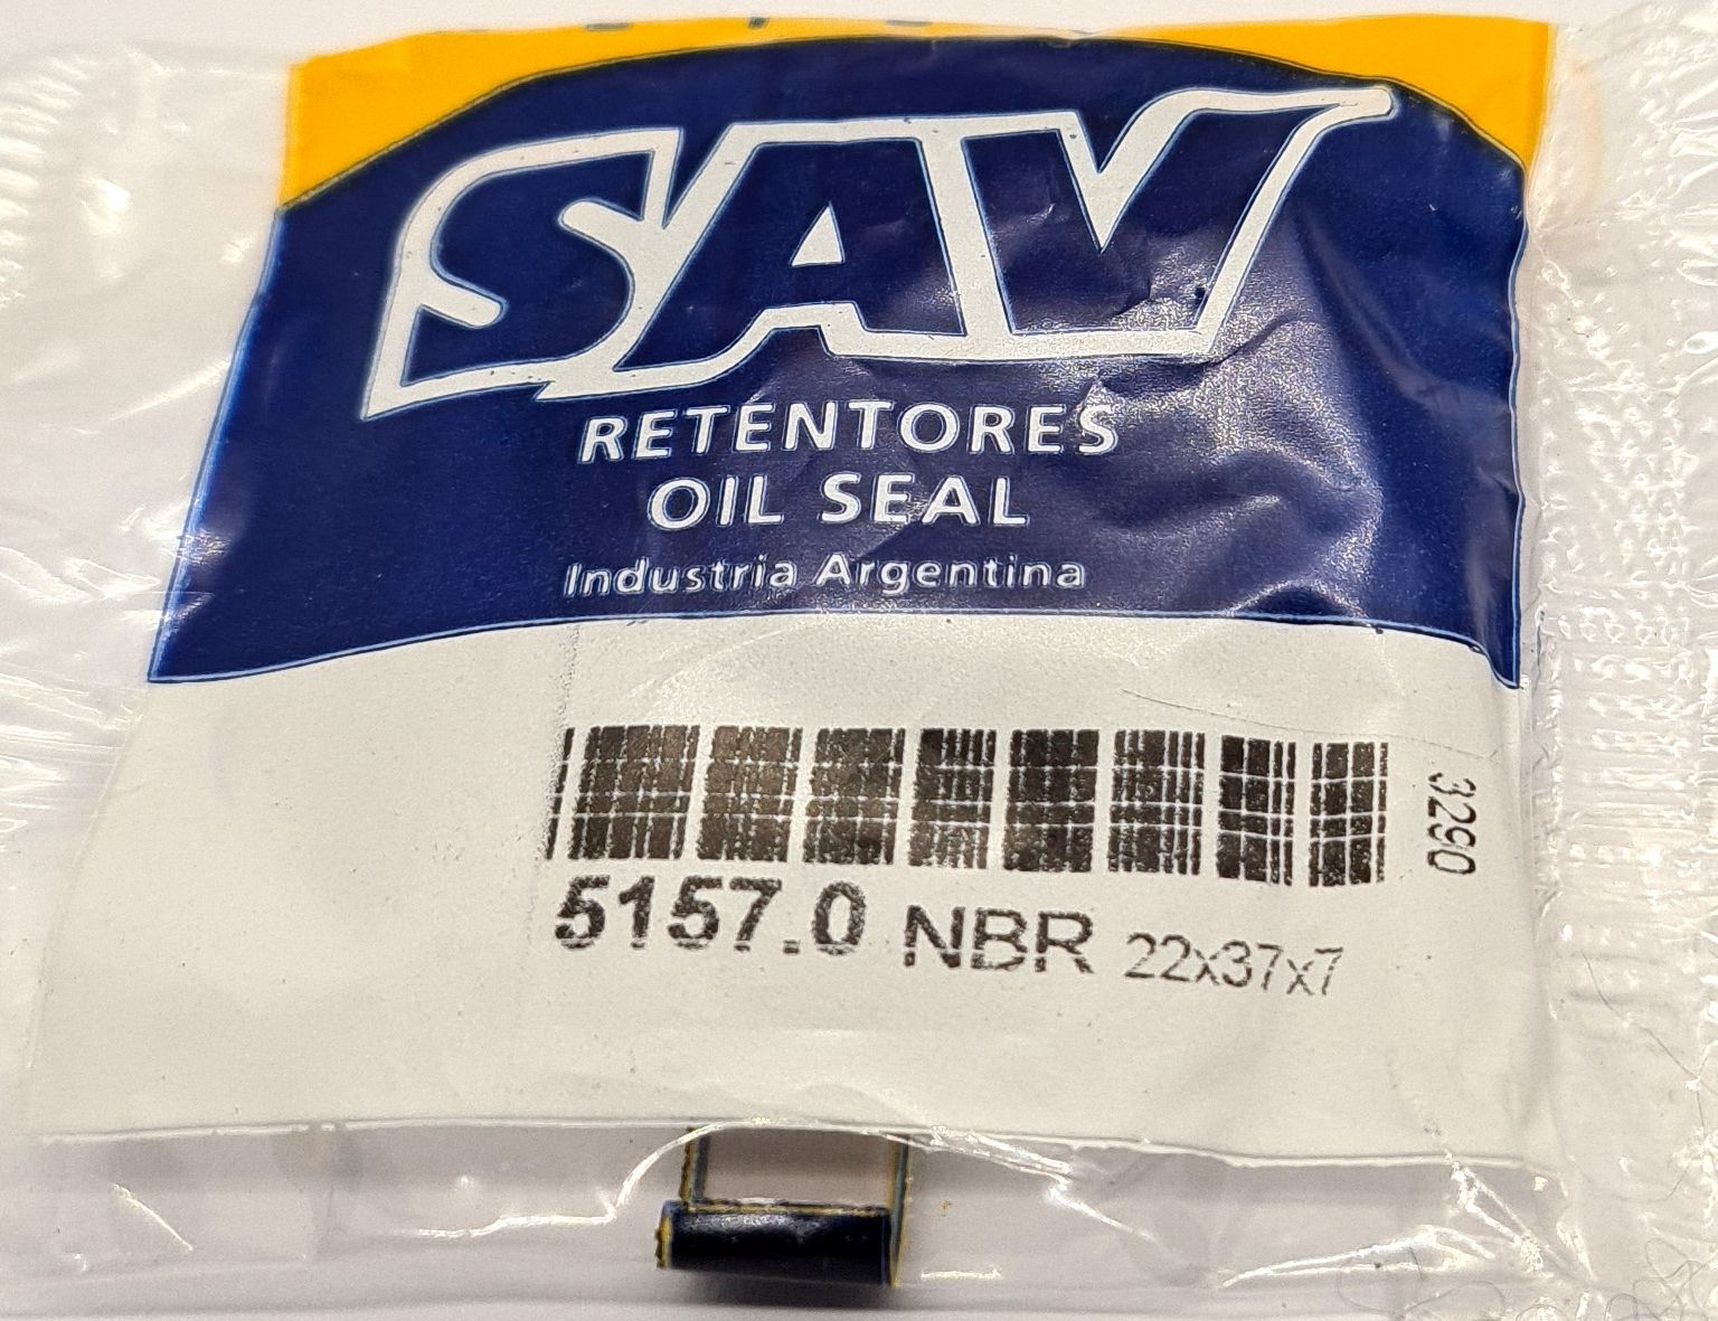 SAV
RETENTORES
OIL SEAL
Industria Argentina
3290
5157.0 NBR 22x37x7